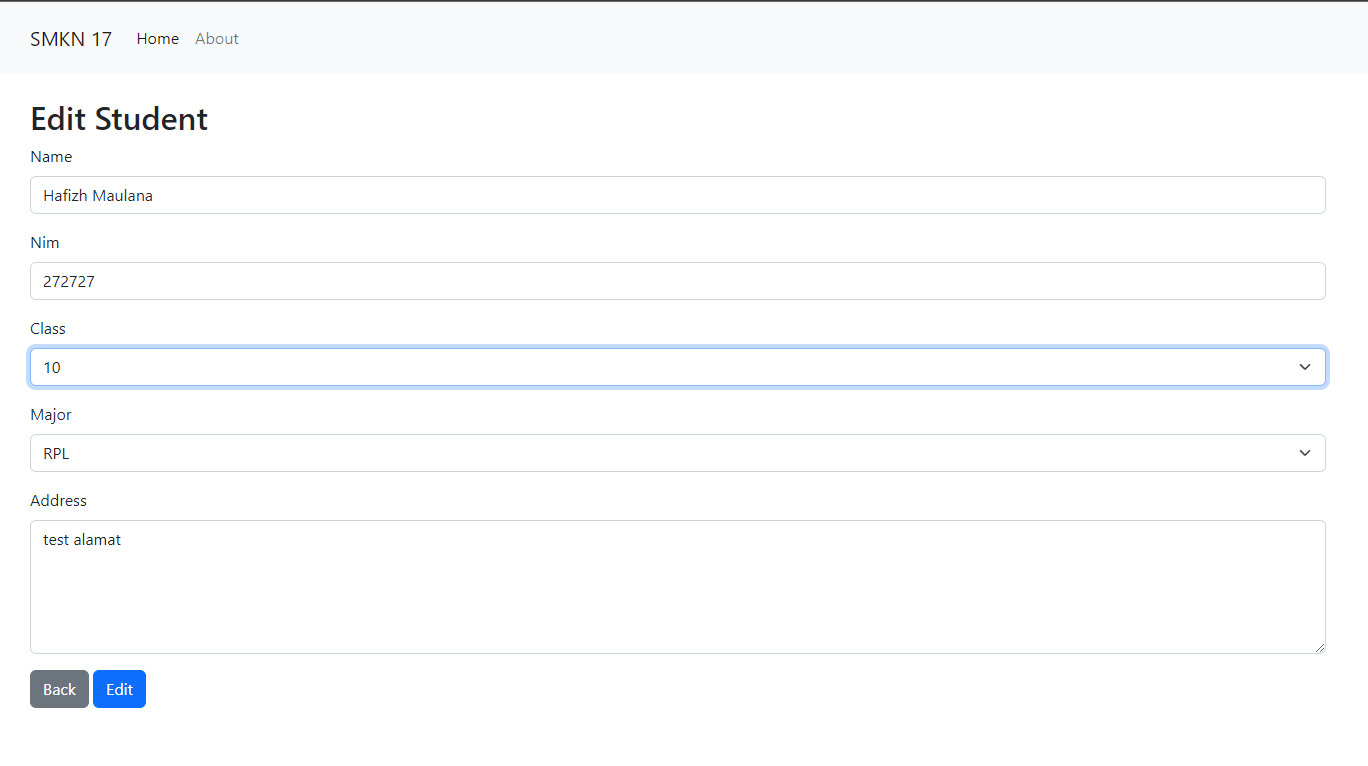 SMKN 17 Home About
Edit Student
Name
Hafizh Maulana
Nim
272727
Class
10
Major
RPL
Address
test alamat
Back Edit